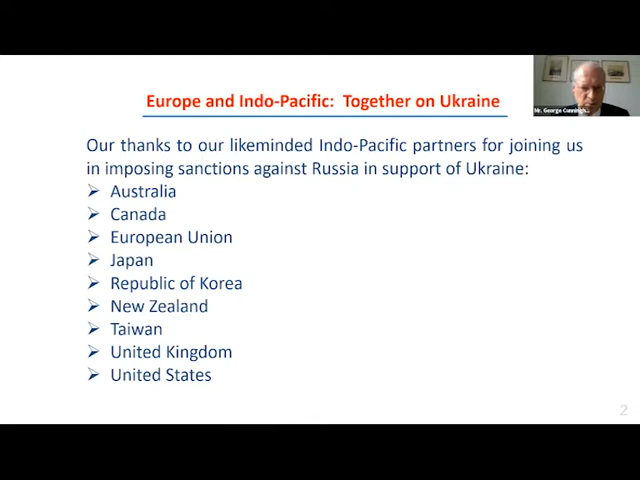 Europe and Indo-Pacific: Together on Ukraine
Mr. George Cunningh...
Our thanks to our likeminded Indo-Pacific partners for joining us
in imposing sanctions against Russia in support of Ukraine:
➢ Australia
➢ Canada
➢ European Union
➢ Japan
➢ Republic of Korea
➢ New Zealand
➢ Taiwan
➢ United Kingdom
➢ United States
2